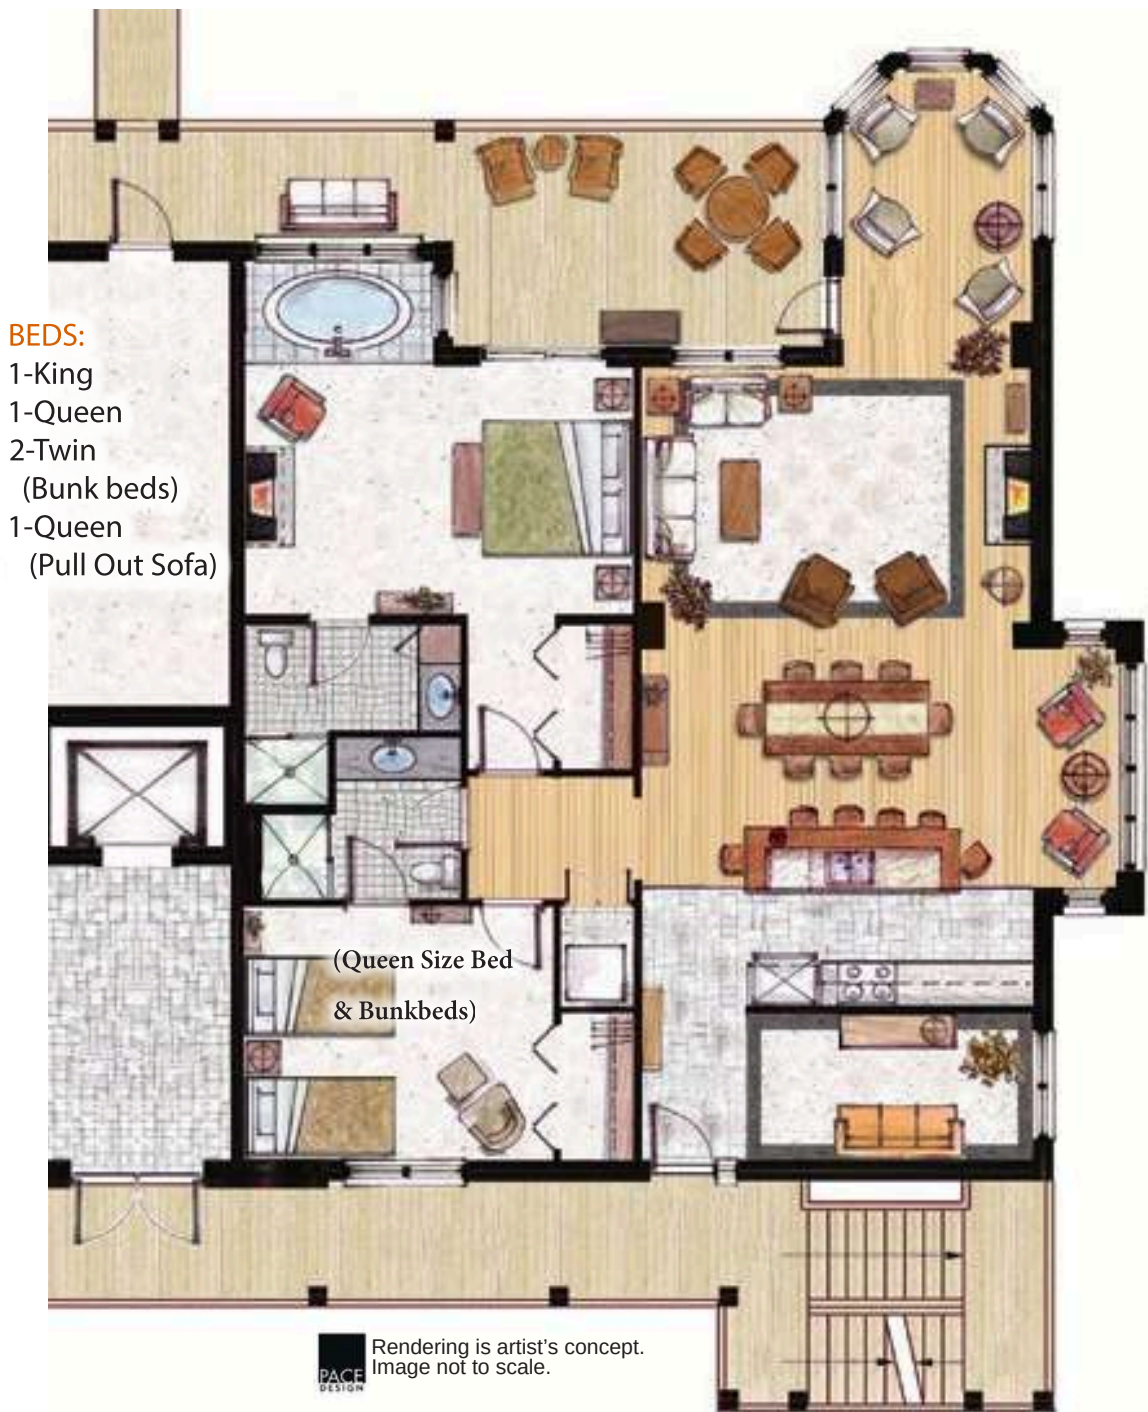 BEDS:
1-King
1-Queen
2-Twin
(Bunk beds)
1-Queen
(Pull Out Sofa)
(Queen Size Bed
& Bunkbeds)
PACE
DESIGN
Rendering is artist's concept.
Image not to scale.